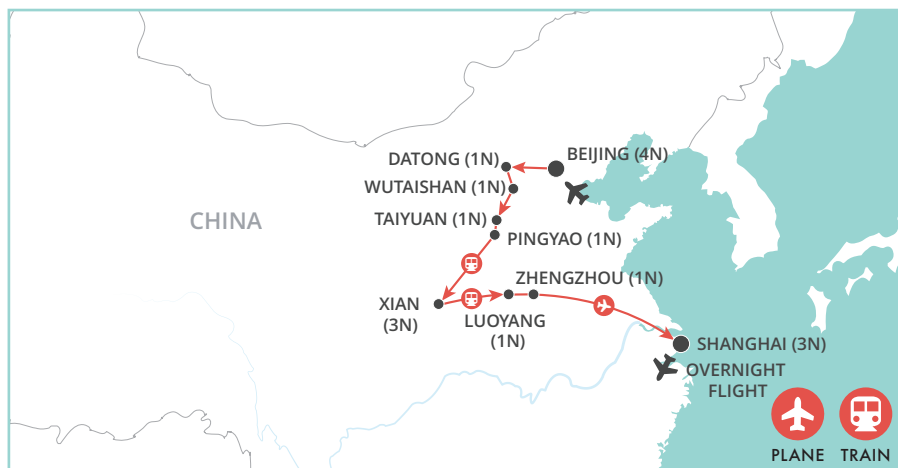 DATONG (1N)
BEIJING (4N)
WUTAISHAN (1N)
TAIYUAN (1N)
CHINA
PINGYAO (1N)
ZHENGZHOU (1N)
XIAN
(3N)
LUOYANG
(1N)
SHANGHAI (3N)
OVERNIGHT
FLIGHT
PLANE
TRAIN